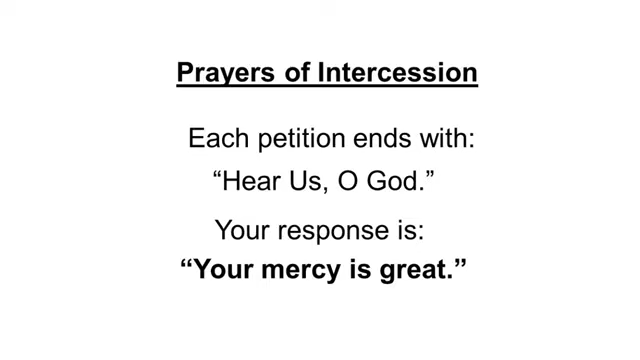 Prayers of Intercession
Each petition ends with:
“Hear Us, O God.”
Your response is:
“Your mercy is great.”